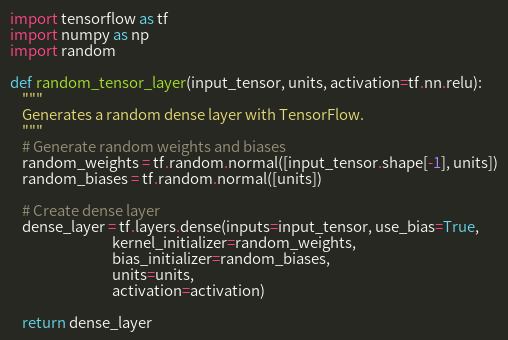 import tensorflow as tf
import numpy as np
import random
def random_tensor_layer(input_tensor, units, activation=tf.nn.relu):
"""
Generates a random dense layer with TensorFlow.
"""
# Generate random weights and biases
random_weights = tf.random.normal([input_tensor.shape[-1], units])
random_biases = tf.random.normal([units])
# Create dense layer
dense_layer = tf.layers.dense(inputs=input_tensor, use_bias=True,
kernel_initializer=random_weights,
bias_initializer=random_biases,
units=units,
activation=activation)
return dense_layer